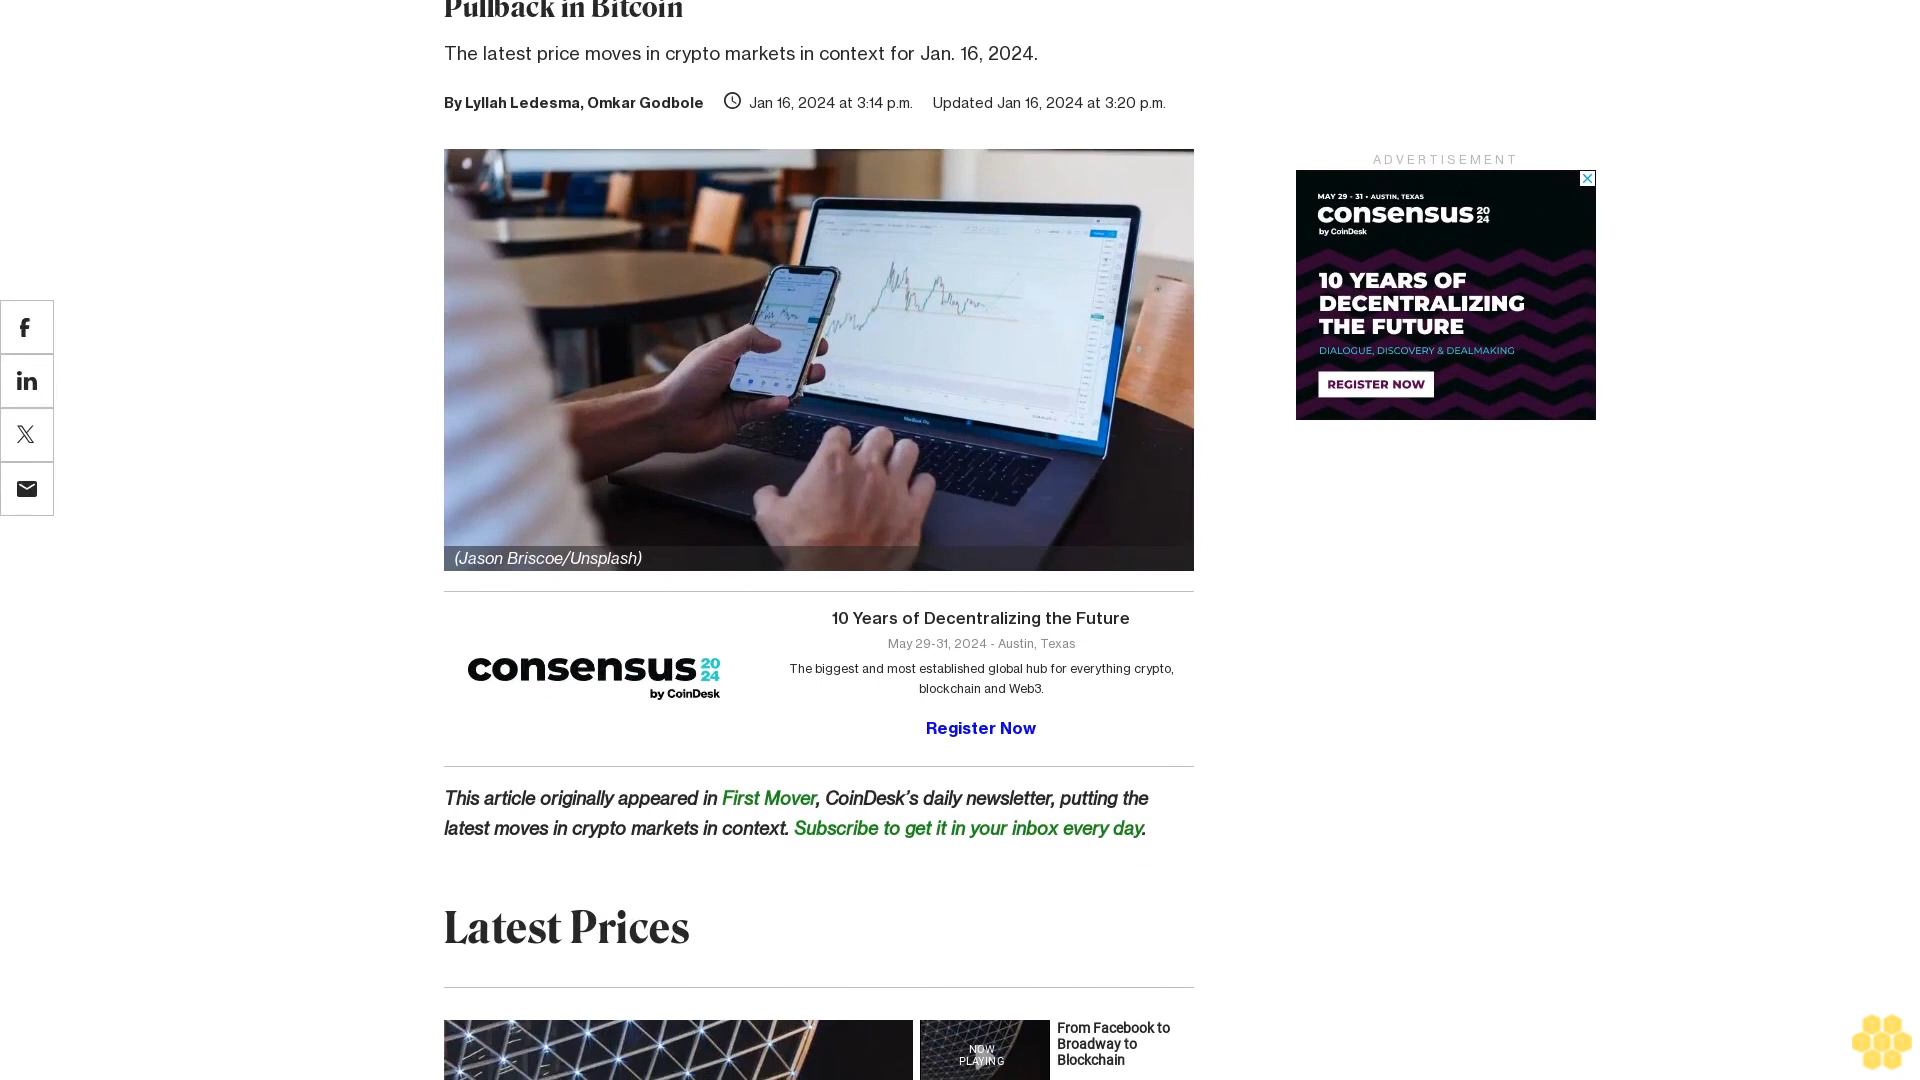 Pullback in Bitcoin
The latest price moves in crypto markets in context for Jan. 16, 2024.
By Lyllah Ledesma, Omkar Godbole Jan 16, 2024 at 3:14 p.m. Updated Jan 16, 2024 at 3:20 p.m.
ADVERTISEMENT
MAY 29 - 31 • AUSTIN, TEXAS
consensus 2024
by CoinDesk
10 YEARS OF
DECENTRALIZING
THE FUTURE
DIALOGUE, DISCOVERY & DEALMAKING
REGISTER NOW
MacBook Pro
(Jason Briscoe/Unsplash)
consensus 2024
by CoinDesk
10 Years of Decentralizing the Future
May 29-31, 2024 - Austin, Texas
The biggest and most established global hub for everything crypto,
blockchain and Web3.
Register Now
This article originally appeared in First Mover, CoinDesk’s daily newsletter, putting the
latest moves in crypto markets in context. Subscribe to get it in your inbox every day.
Latest Prices
NOW
PLAYING
From Facebook to
Broadway to
Blockchain